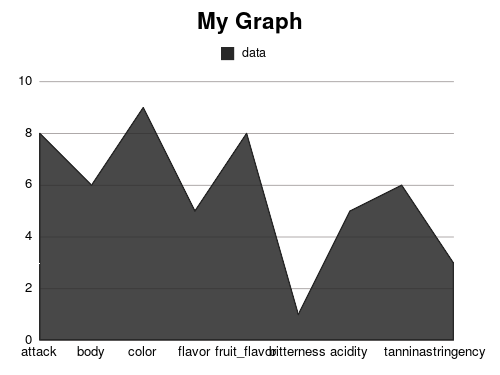 My Graph
data
10
8
6
4
2
0
attack body color flavor fruit_flavor bitterness acidity tannin astringency